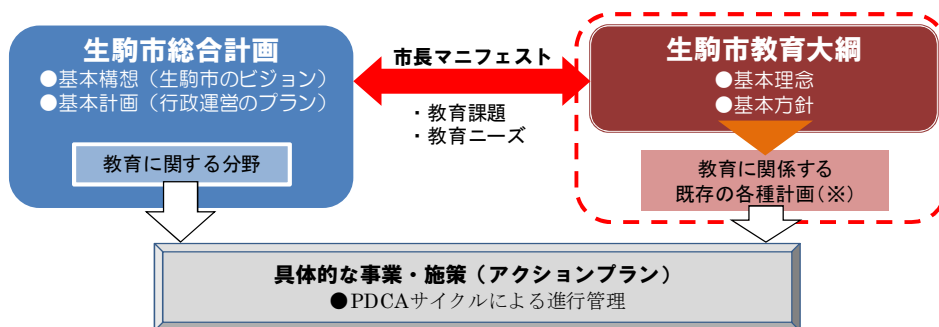 生駒市総合計画
●基本構想（生駒市のビジョン）
●基本計画（行政運営のプラン）
教育に関する分野
市長マニフェスト
・教育課題
・教育ニーズ
生駒市教育大綱
●基本理念
●基本方針
教育に関係する
既存の各種計画(※)
具体的な事業・施策（アクションプラン）
●PDCAサイクルによる進行管理